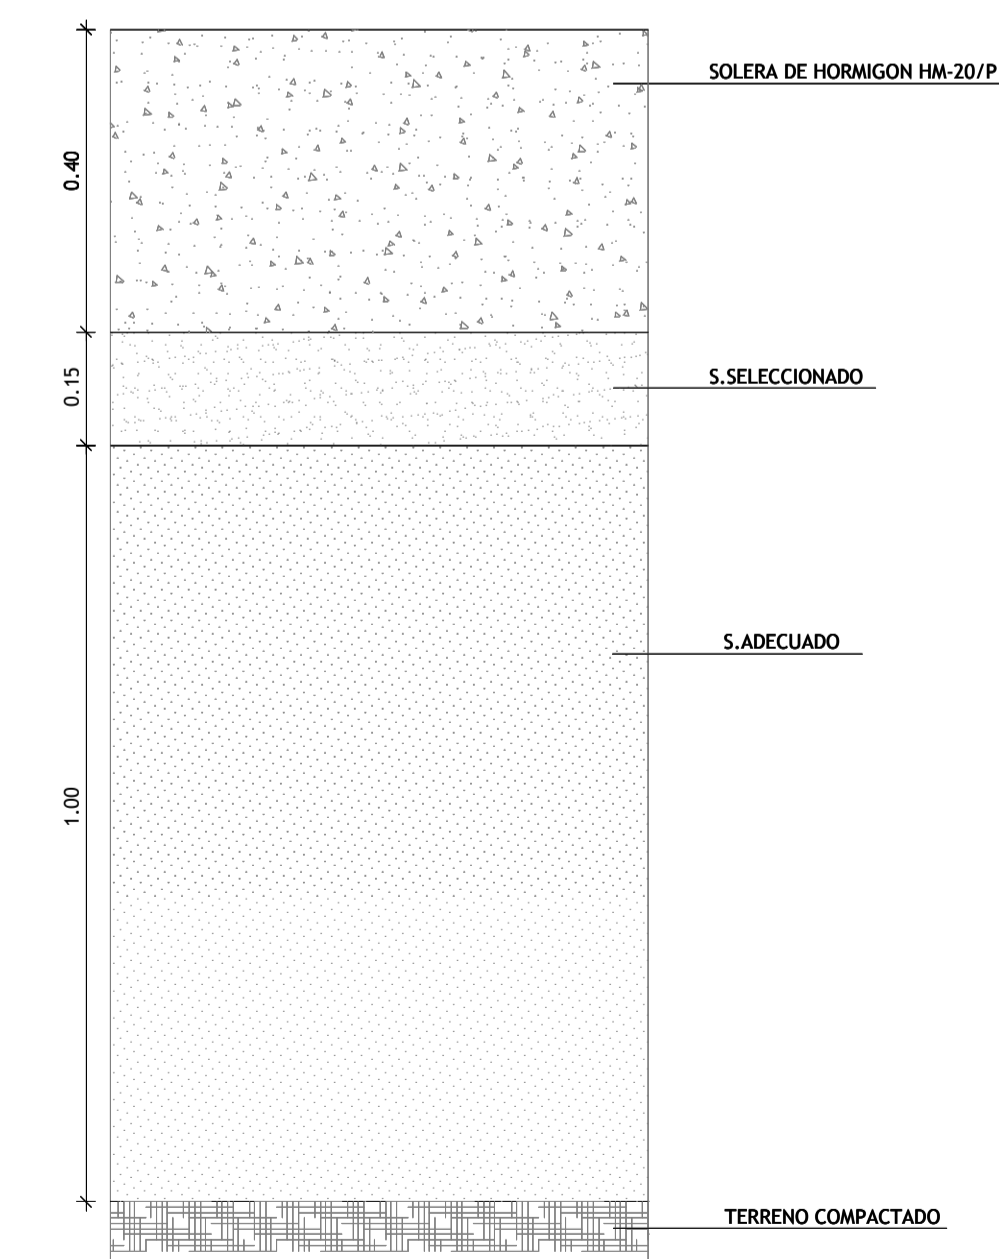 SOLERA DE HORMIGON HM-20/P
0.40
S.SELECCIONADO
0.15
S.ADECUADO
1.00
TERRENO COMPACTADO